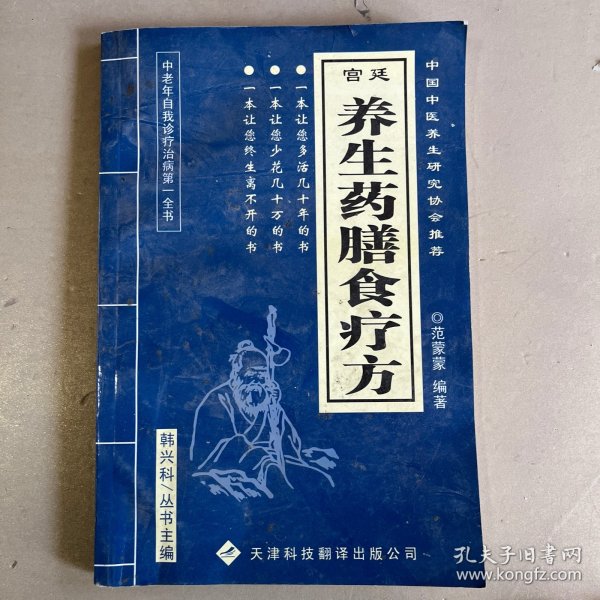 中国中医养生研究协会推荐
宫廷
养生药膳食疗方
◎范蒙蒙 编著
●一本让您多活几十年的书
●一本让您少花几十万的书
●一本让您终生离不开的书
中老年自我诊疗治病第一全书
韩兴科/丛书主编
天津科技翻译出版公司
孔夫子旧书网
www.kongfz.com